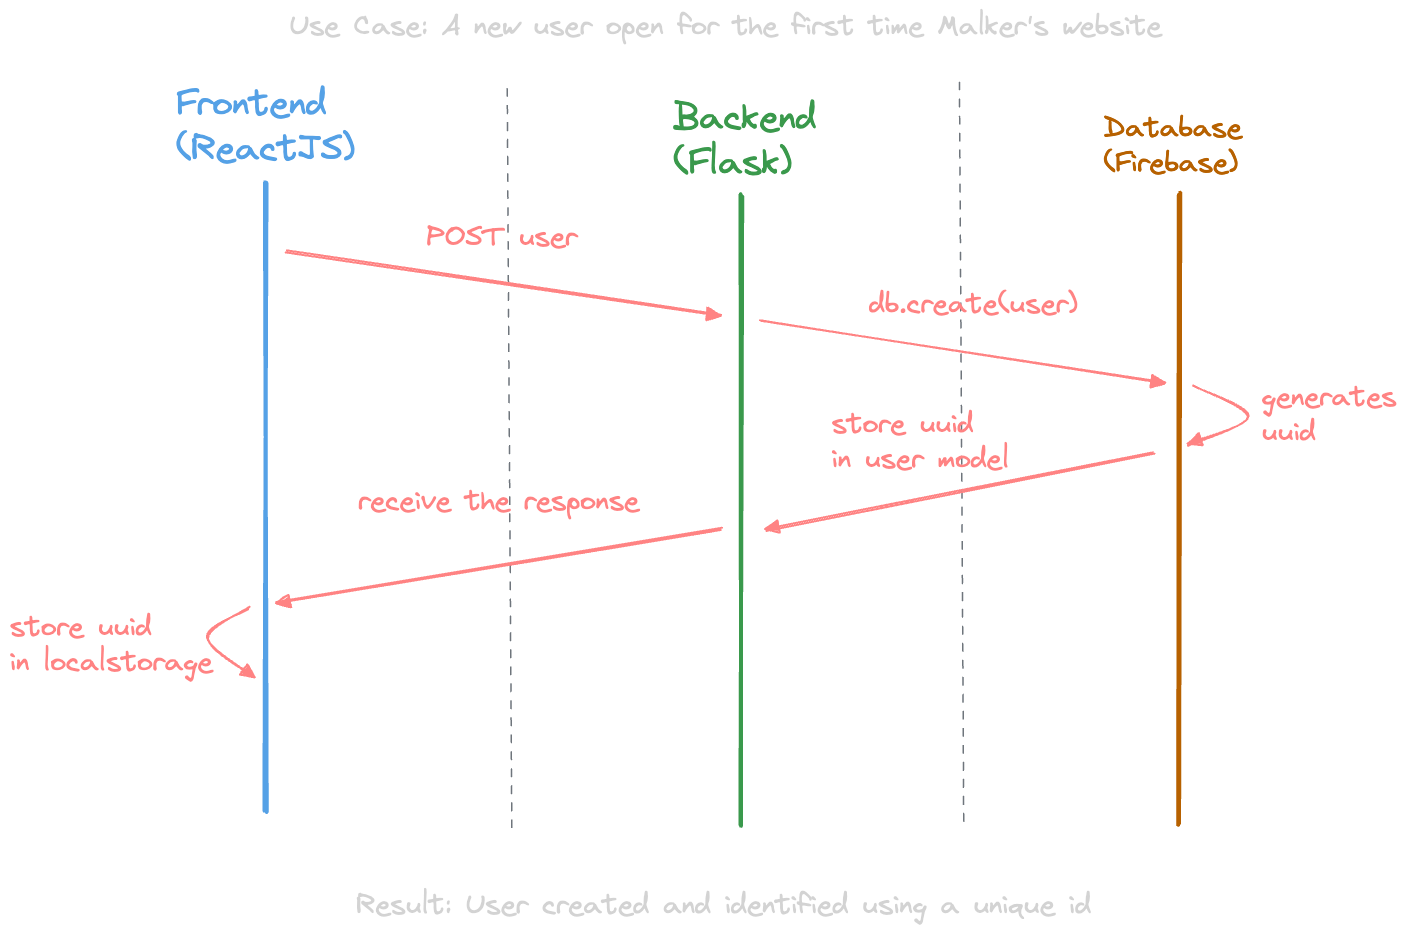 Use Case: A new user open for the first time Malker's website
Frontend
(ReactJS)
Backend
(Flask)
Database
(Firebase)
POST user
db.create(user)
generates
uuid
store uuid
in user model
receive the response
store uuid
in localstorage
Result: User created and identified using a unique id